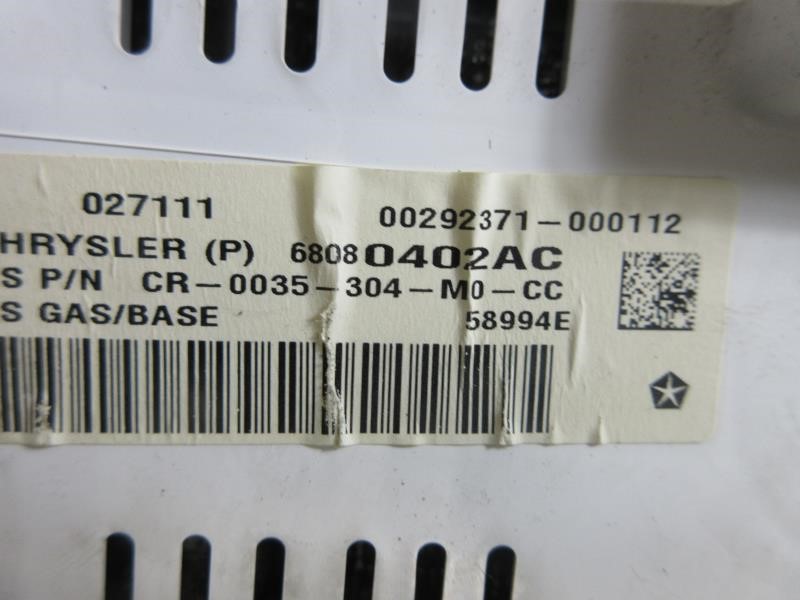 027111 00292371-000112
HRYSLER (P) 68080402AC
S P/N CR-0035-304-M0-CC
S GAS/BASE 58994E